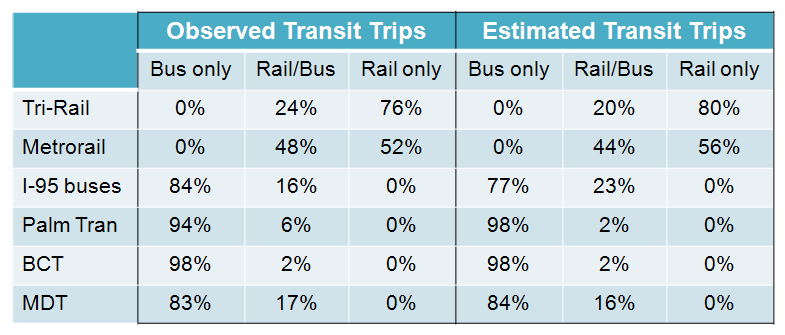 Observed Transit Trips Estimated Transit Trips
Bus only Rail/Bus Rail only Bus only Rail/Bus Rail only
Tri-Rail 0% 24% 76% 0% 20% 80%
Metrorail 0% 48% 52% 0% 44% 56%
I-95 buses 84% 16% 0% 77% 23% 0%
Palm Tran 94% 6% 0% 98% 2% 0%
BCT 98% 2% 0% 98% 2% 0%
MDT 83% 17% 0% 84% 16% 0%